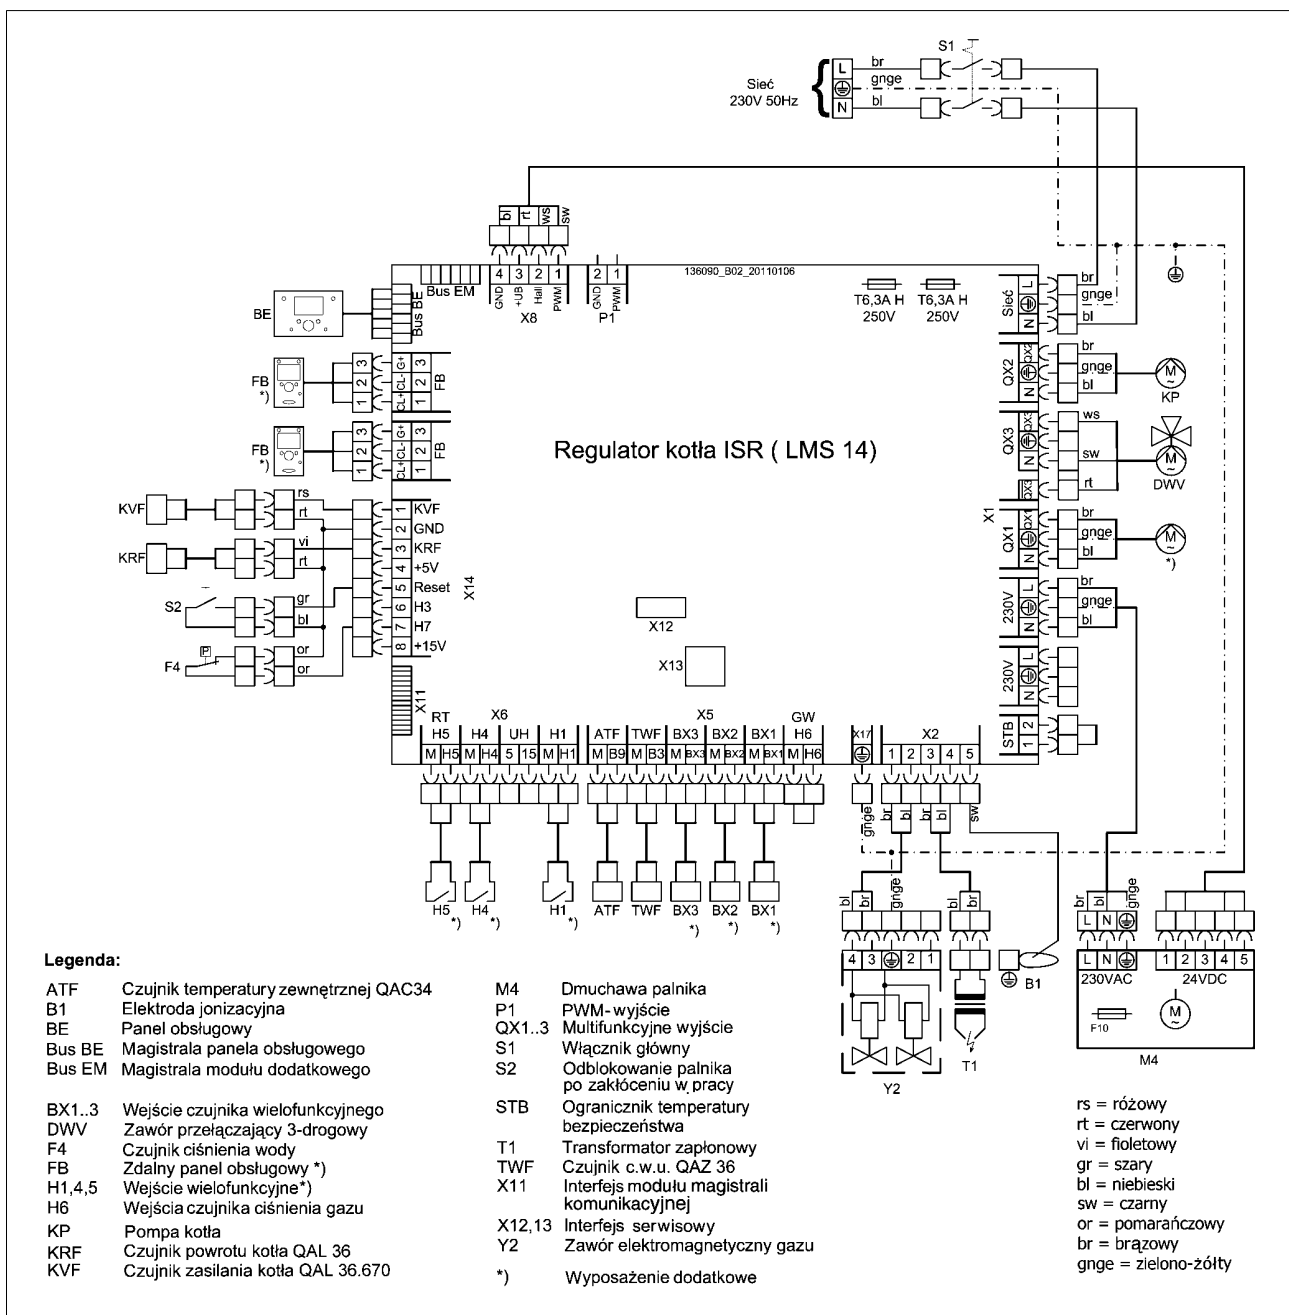 S1
Sieć
230V 50Hz
L
N
br
gnge
bl
bl
rt
ws
sw
4
3
2
1
GND
+UB
Hall
PWM
X8
2
1
GND
PWM
P1
Bus EM
136090_B02_20110106
T6,3A H
250V
T6,3A H
250V
BE
Bus BE
FB
*)
3
2
1
G+
CL-
CL+
3
2
1
FB
FB
*)
3
2
1
G+
CL-
CL+
3
2
1
FB
Regulator kotła ISR ( LMS 14)
KVF
rs
rt
KRF
vi
rt
S2
gr
bl
F4
P
or
or
1 KVF
2 GND
3 KRF
4 +5V
5 Reset
6 H3
7 H7
8 +15V
X14
X11
X12
X13
Sieć
L
N
br
gnge
bl
QX2
QX2
N
br
gnge
bl
M
~
KP
QX3
QX3
N
QX3
ws
sw
rt
M
~
DWV
X1
QX1
QX1
N
br
gnge
bl
M
~
*)
230V
L
N
br
gnge
bl
230V
L
N
STB
2
1
RT
H5
X6
H4
UH
H1
ATF
TWF
X5
BX3
BX2
BX1
GW
H6
X17
X2
M H5
M H4
5 15
M H1
M B9
M B3
M BX3
M BX2
M BX1
M H6
1 2 3 4 5
gnge
br
bl
br
bl
sw
H5
*)
H4
*)
H1
*)
ATF
TWF
BX3
*)
BX2
*)
BX1
*)
bl
br
gnge
bl
br
4 3 2 1
Y2
T1
B1
br
bl
gnge
L N
L N
230VAC
1 2 3 4 5
24VDC
F10
M
~
M4
Legenda:
ATF Czujnik temperatury zewnętrznej QAC34
B1 Elektroda jonizacyjna
BE Panel obsługowy
Bus BE Magistrala panela obsługowego
Bus EM Magistrala modułu dodatkowego
BX1..3 Wejście czujnika wielofunkcyjnego
DWV Zawór przełączający 3-drogowy
F4 Czujnik ciśnienia wody
FB Zdalny panel obsługowy *)
H1,4,5 Wejście wielofunkcyjne*)
H6 Wejścia czujnika ciśnienia gazu
KP Pompa kotła
KRF Czujnik powrotu kotła QAL 36
KVF Czujnik zasilania kotła QAL 36.670
M4 Dmuchawa palnika
P1 PWM-wyjście
QX1..3 Multifunkcyjne wyjście
S1 Włącznik główny
S2 Odblokowanie palnika
po zakłóceniu w pracy
STB Ogranicznik temperatury
bezpieczeństwa
T1 Transformator zapłonowy
TWF Czujnik c.w.u. QAZ 36
X11 Interfejs modułu magistrali
komunikacyjnej
X12,13 Interfejs serwisowy
Y2 Zawór elektromagnetyczny gazu
*) Wyposażenie dodatkowe
rs = różowy
rt = czerwony
vi = fioletowy
gr = szary
bl = niebieski
sw = czarny
or = pomarańczowy
br = brązowy
gnge = zielono-żółty